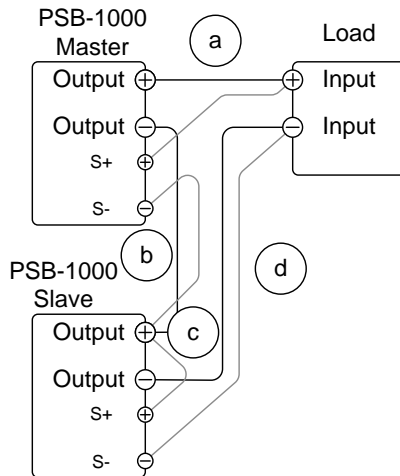 PSB-1000
Master
a
Load
Output
Input
Output
Input
S+
S-
b
d
PSB-1000
Slave
Output
c
Output
S+
S-